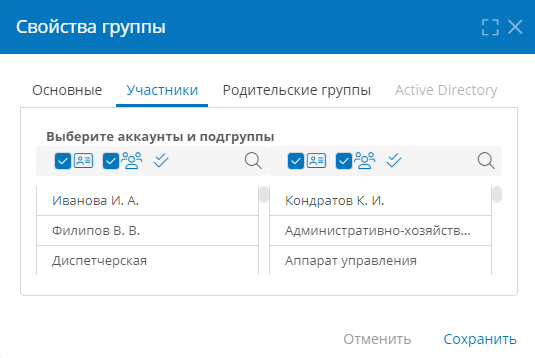 Свойства группы
Основные Участники Родительские группы Active Directory
Выберите аккаунты и подгруппы
Иванова И. А. Кондратов К. И.
Филипов В. В. Административно-хозяйств...
Диспетчерская Аппарат управления
Отменить Сохранить